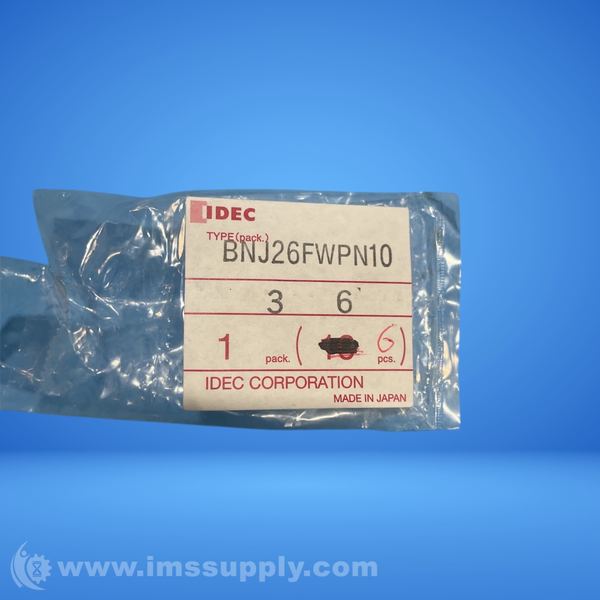 IDEC
TYPE (pack.)
BNJ26FWPN10
3 6
1 pack. (10 6 pcs.)
IDEC CORPORATION
MADE IN JAPAN
www.imssupply.com